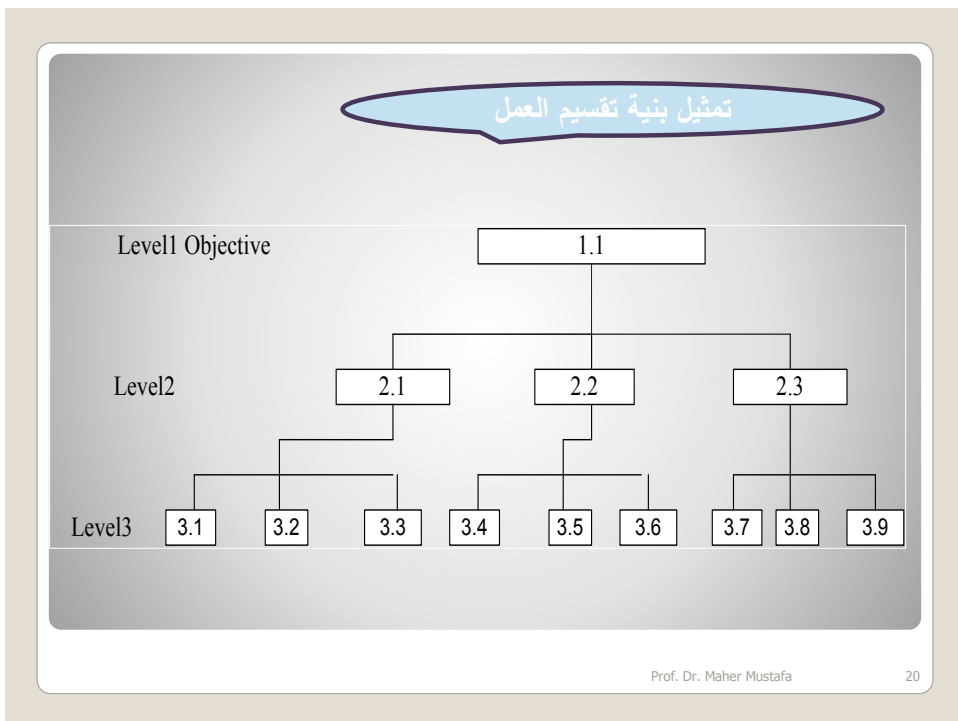 تمثيل بنية تقسيم العمل
Level1 Objective 1.1
Level2 2.1 2.2 2.3
Level3 3.1 3.2 3.3 3.4 3.5 3.6 3.7 3.8 3.9
Prof. Dr. Maher Mustafa 20